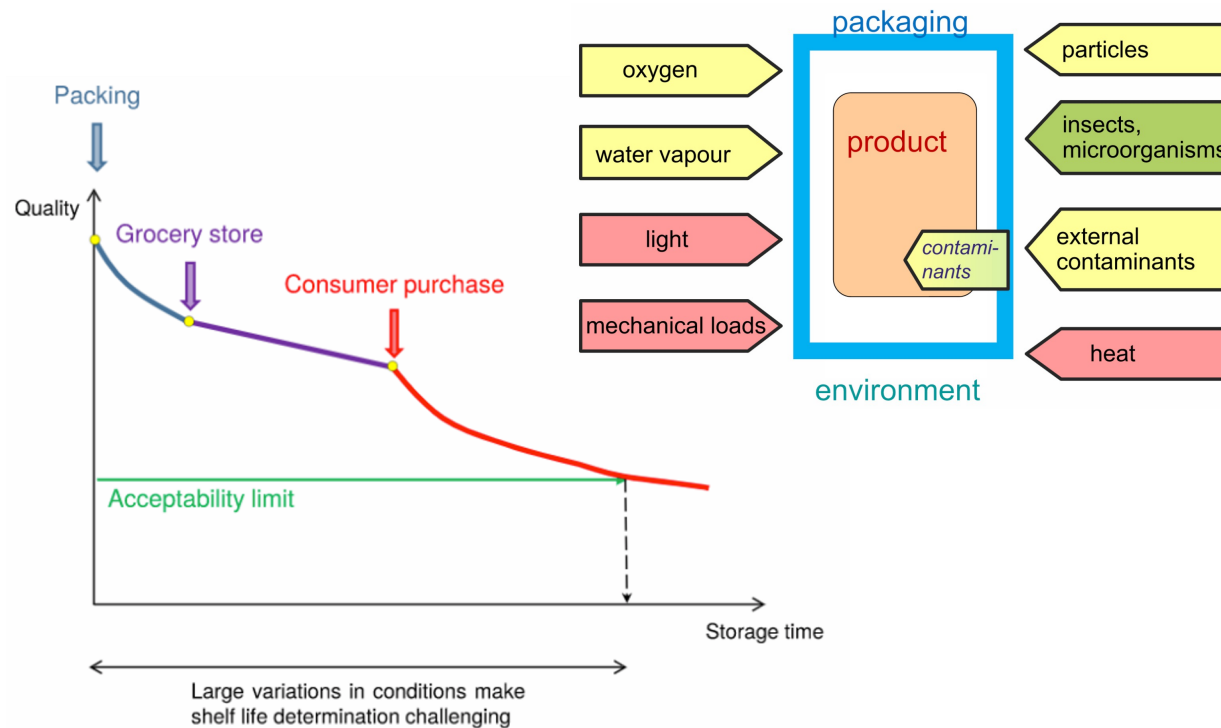 Packing
Quality
Grocery store
Consumer purchase
Acceptability limit
Storage time
Large variations in conditions make
shelf life determination challenging
packaging
oxygen
water vapour
light
mechanical loads
product
contami-
nants
particles
insects,
microorganisms
external
contaminants
heat
environment